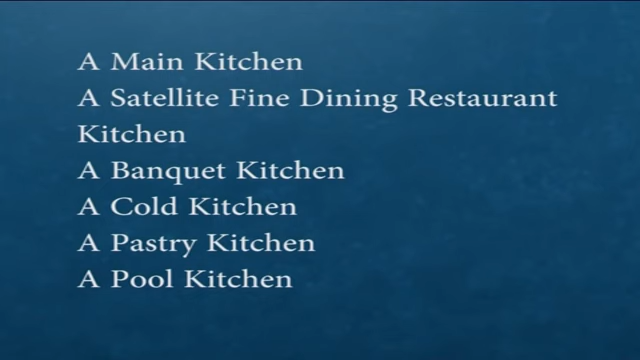 A Main Kitchen
A Satellite Fine Dining Restaurant
Kitchen
A Banquet Kitchen
A Cold Kitchen
A Pastry Kitchen
A Pool Kitchen